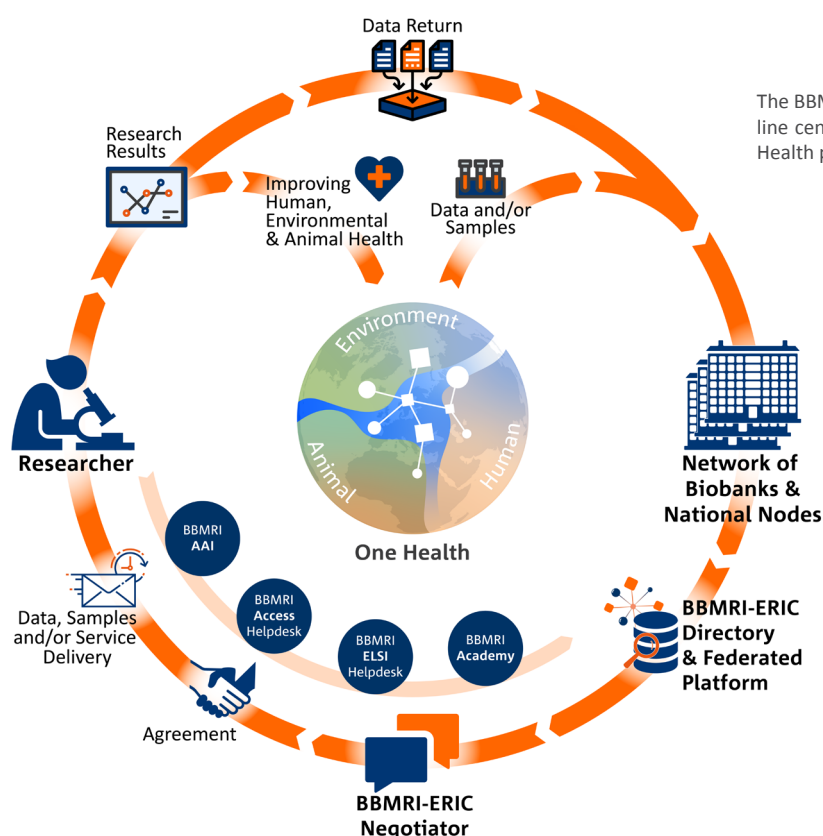 Data Return
The BBM
line cen
Health p
Research
Results
Improving
Human,
Environmental
& Animal Health
Data and/or
Samples
Environment
Animal
Human
One Health
Researcher
Network of
Biobanks &
National Nodes
BBMRI
AAI
BBMRI
Access
Helpdesk
BBMRI
ELSI
Helpdesk
BBMRI
Academy
BBMRI-ERIC
Directory
& Federated
Platform
Data, Samples
and/or Service
Delivery
Agreement
BBMRI-ERIC
Negotiator